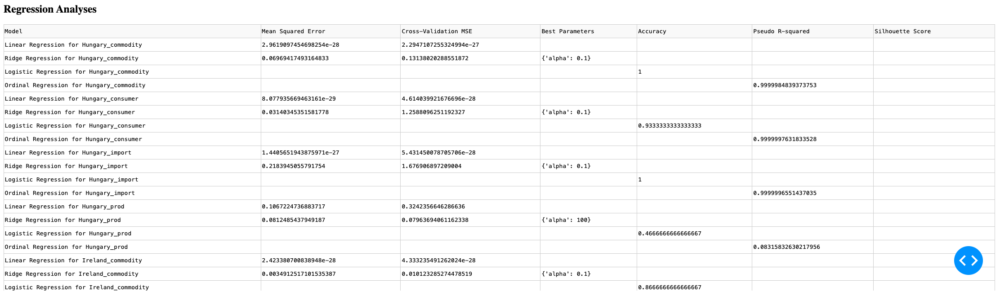 Regression Analyses
Model Mean Squared Error Cross-Validation MSE Best Parameters Accuracy Pseudo R-squared Silhouette Score
Linear Regression for Hungary_commodity 2.9619097454698254e-28 2.2947107255324994e-27
Ridge Regression for Hungary_commodity 0.06969417493164833 0.13138020288551872 {'alpha': 0.1}
Logistic Regression for Hungary_commodity 1
Ordinal Regression for Hungary_commodity 0.9999984839373753
Linear Regression for Hungary_consumer 8.077935669463161e-29 4.614039921676696e-28
Ridge Regression for Hungary_consumer 0.03140345351581778 1.2588096251192327 {'alpha': 0.1}
Logistic Regression for Hungary_consumer 0.9333333333333333
Ordinal Regression for Hungary_consumer 0.9999997631833528
Linear Regression for Hungary_import 1.4405651943875971e-27 5.431450078705706e-28
Ridge Regression for Hungary_import 0.2183945055791754 1.676906897209004 {'alpha': 0.1}
Logistic Regression for Hungary_import 1
Ordinal Regression for Hungary_import 0.9999996551437035
Linear Regression for Hungary_prod 0.1067224736883717 0.3242356646286636
Ridge Regression for Hungary_prod 0.0812485437949187 0.07963694061162338 {'alpha': 100}
Logistic Regression for Hungary_prod 0.4666666666666667
Ordinal Regression for Hungary_prod 0.08315832630217956
Linear Regression for Ireland_commodity 2.423380700838948e-28 4.333235491262024e-28
Ridge Regression for Ireland_commodity 0.0034912517101535387 0.010123285274478519 {'alpha': 0.1}
Logistic Regression for Ireland_commodity 0.8666666666666667